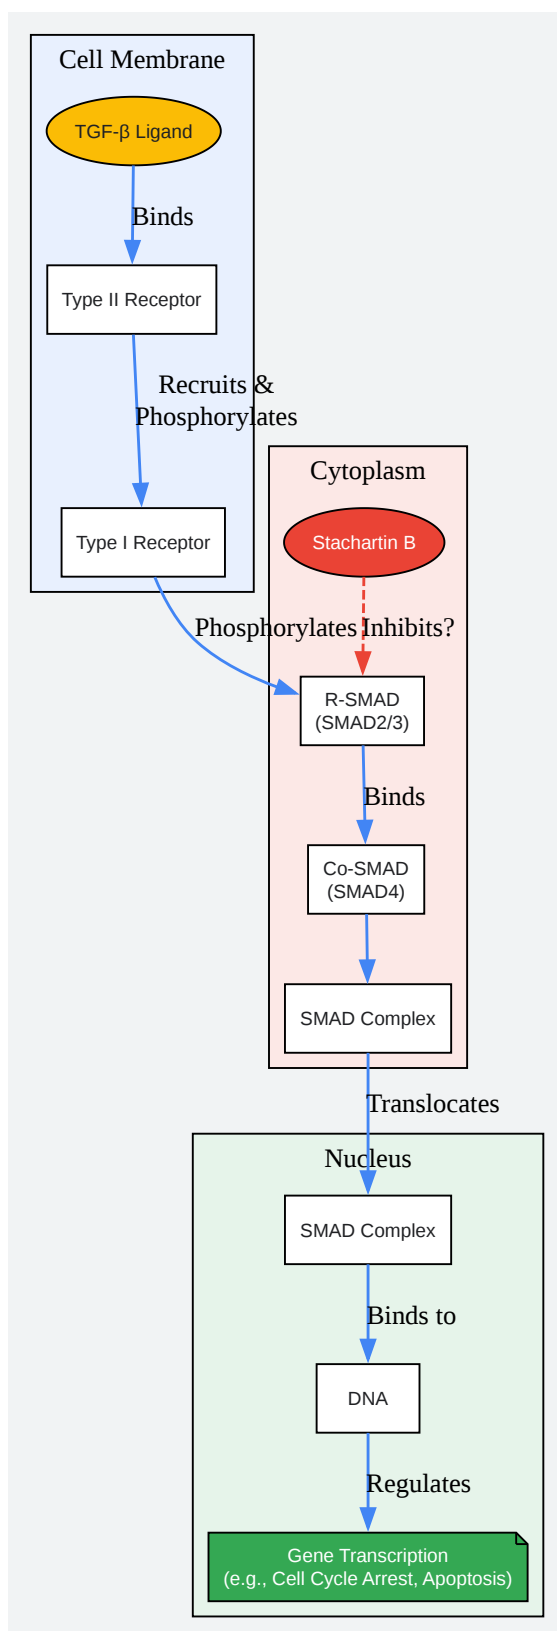 Cell Membrane
TGF-β Ligand
Binds
Type II Receptor
Recruits &
Phosphorylates
Type I Receptor
Cytoplasm
Stachartin B
Phosphorylates
Inhibits?
R-SMAD
(SMAD2/3)
Binds
Co-SMAD
(SMAD4)
SMAD Complex
Translocates
Nucleus
SMAD Complex
Binds to
DNA
Regulates
Gene Transcription
(e.g., Cell Cycle Arrest, Apoptosis)